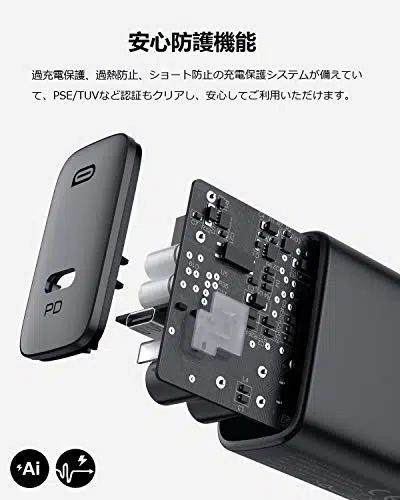 安心防護機能
過充電保護、過熱防止、ショート防止の充電保護システムが備えてい
て、PSE/TUVなど認証もクリアし、安心してご利用いただけます。
PD
Ai